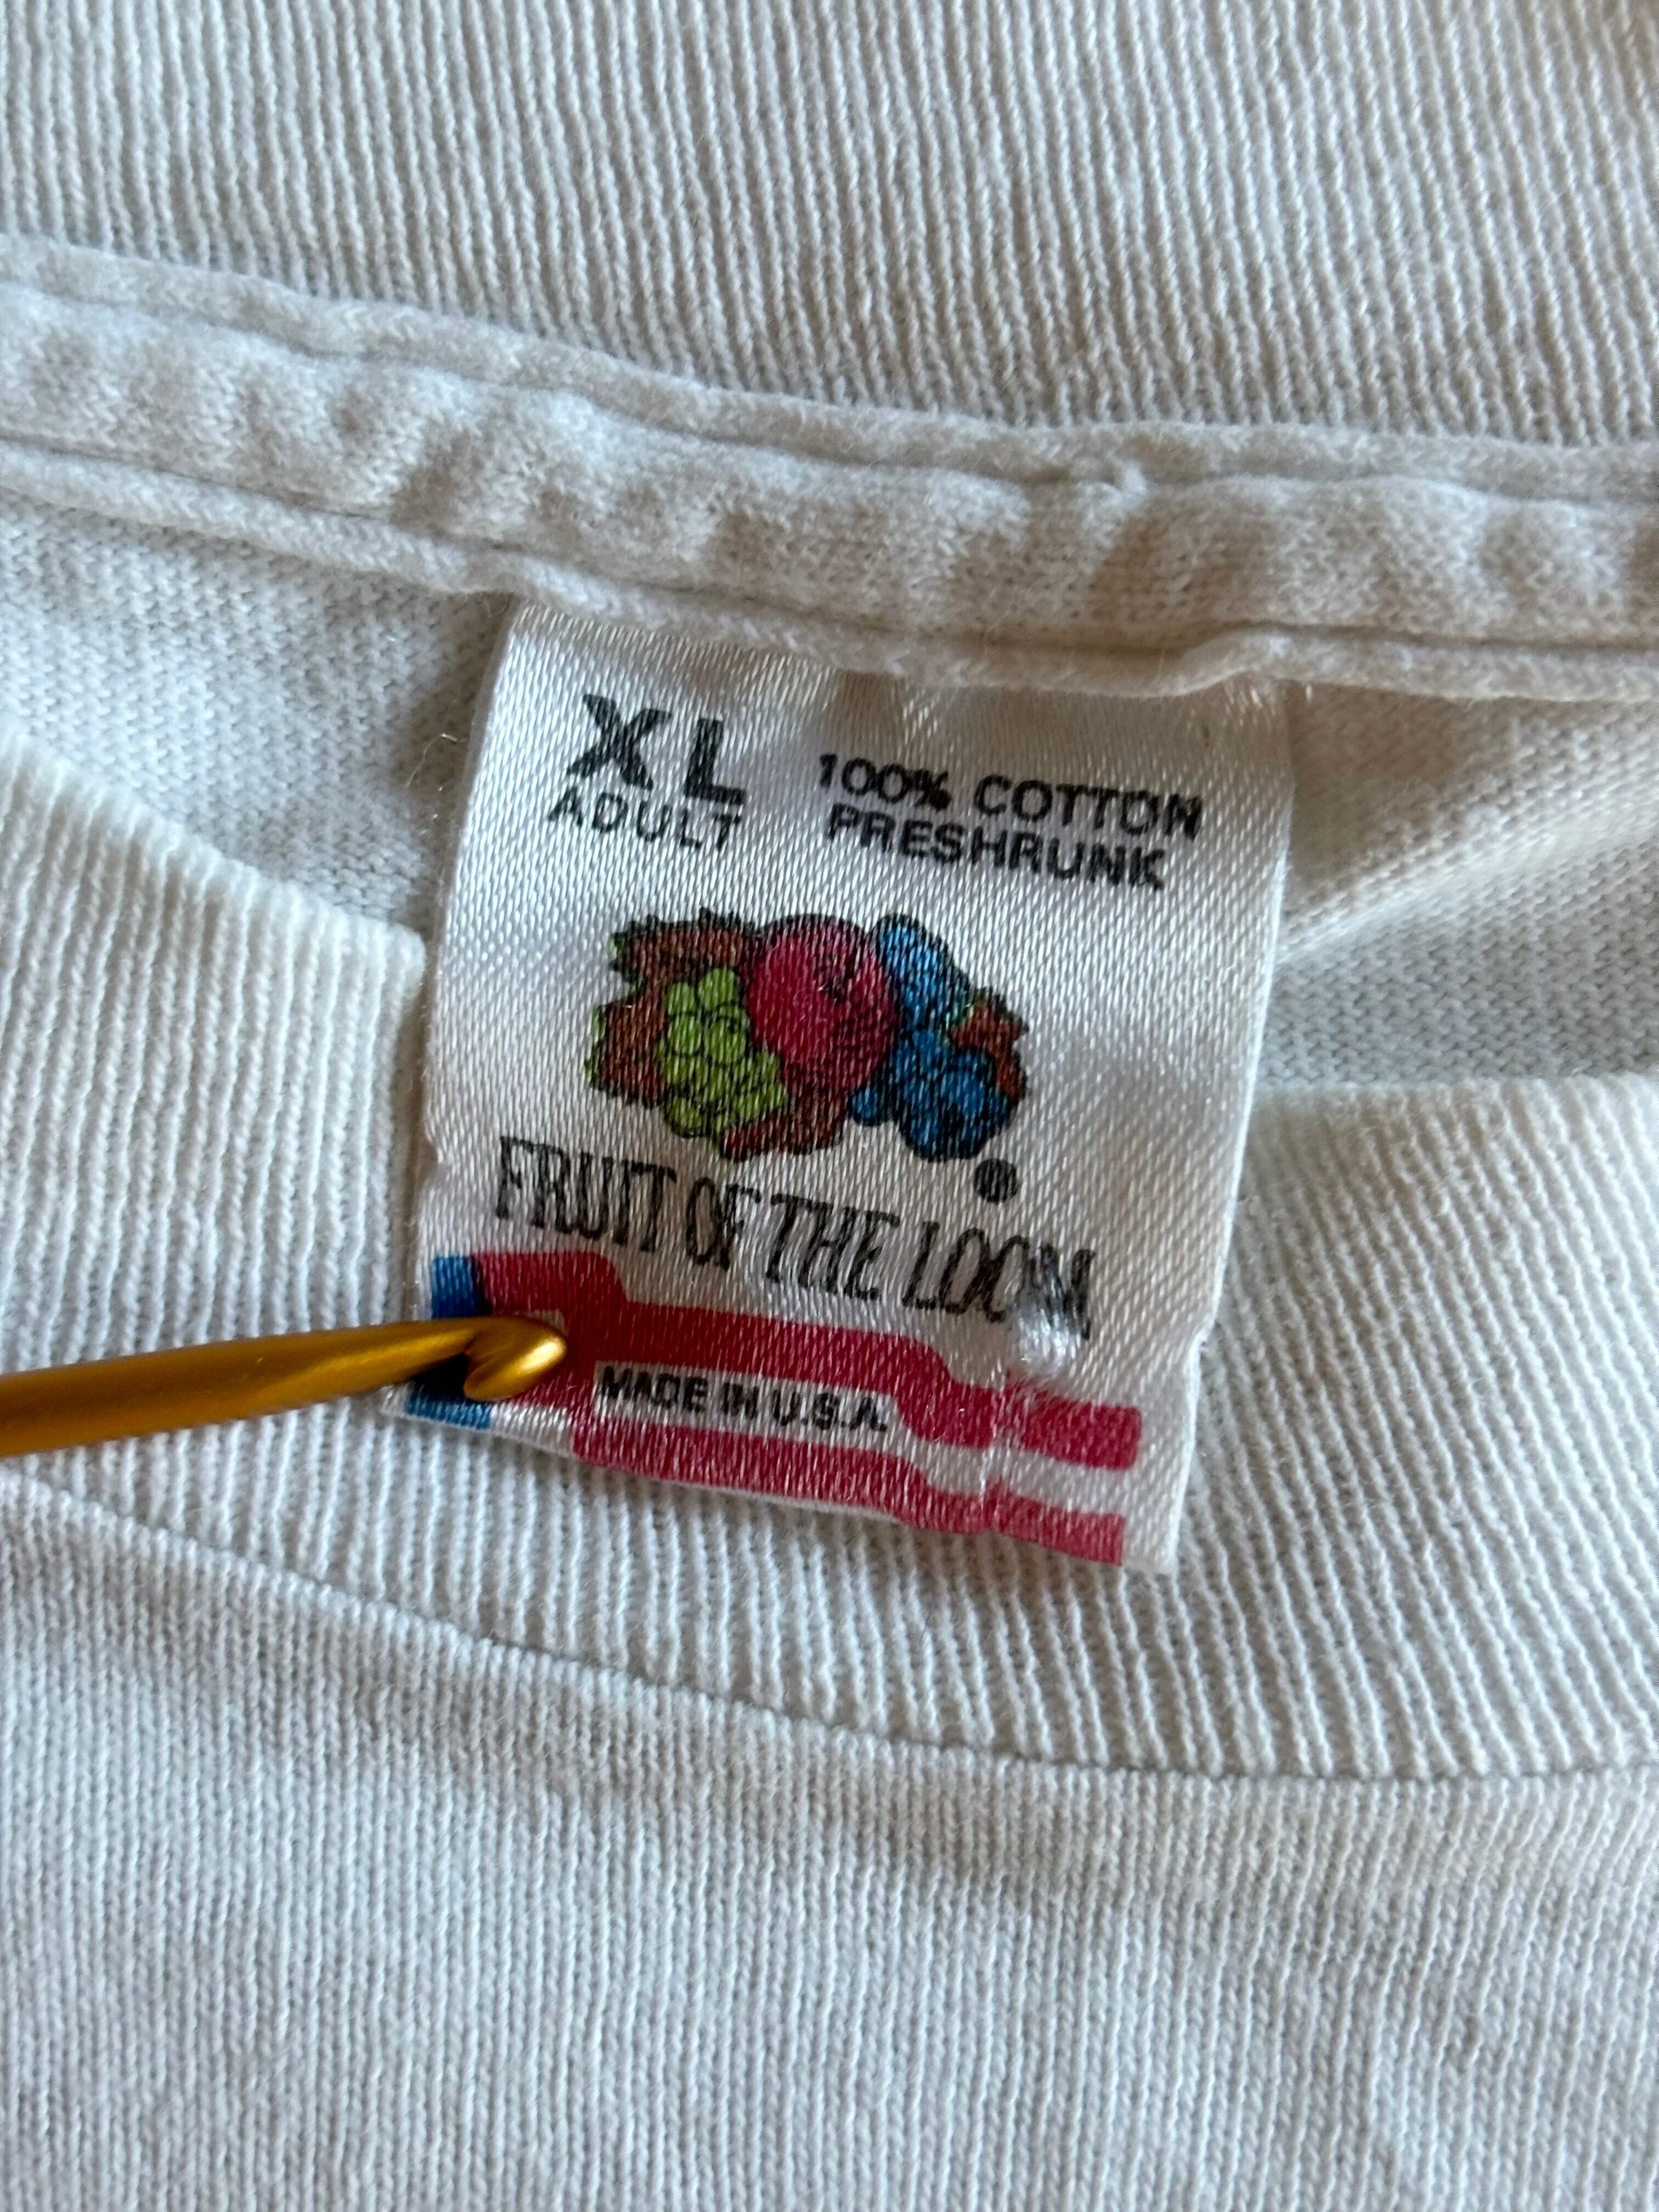 XL
ADULT
100% COTTON
PRESHRUNK
®
FRUIT OF THE LOOM
MADE IN U.S.A.